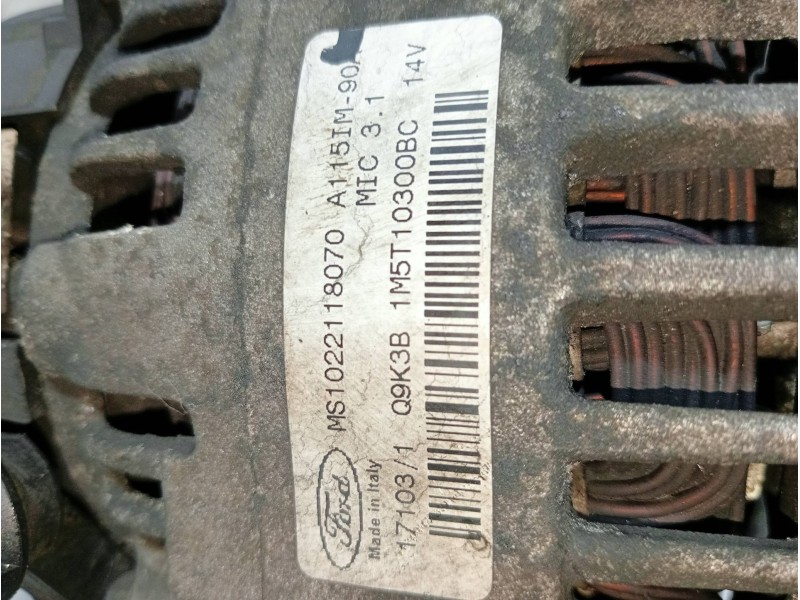 Ford
Made in Italy
MS1022118070 A115IM-90A
MIC 3.1
17103/1 Q9K3B 1M5T10300BC 14V